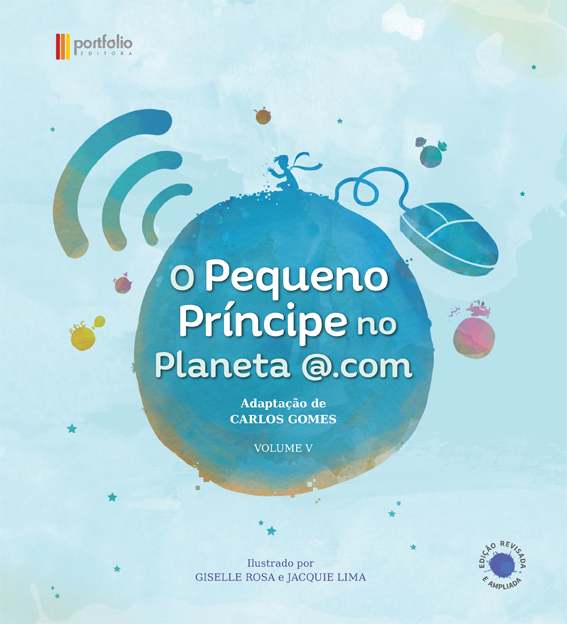 portfolio
EDITORA
O Pequeno
Príncipe no
Planeta @.com
Adaptação de
CARLOS GOMES
VOLUME V
Ilustrado por
GISELLE ROSA e JACQUIE LIMA
EDIÇÃO REVISADA
E AMPLIADA